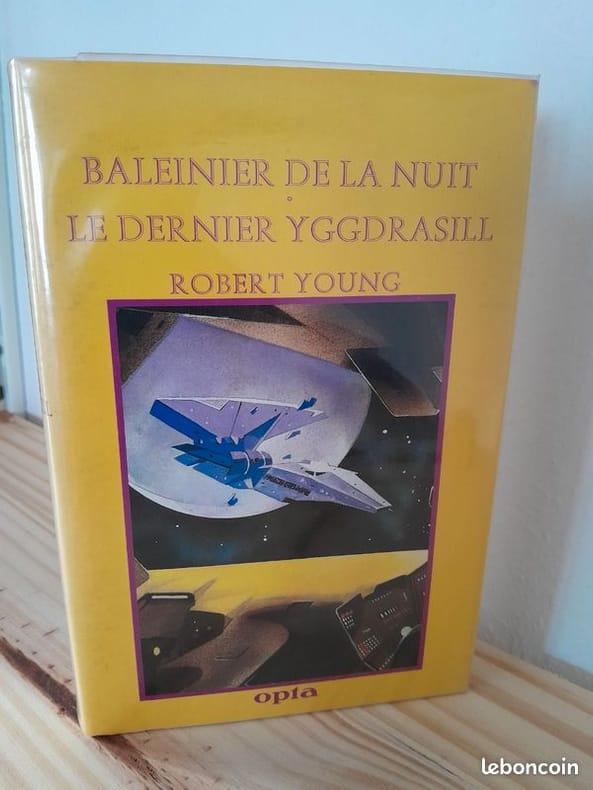 BALEINIER DE LA NUIT
LE DERNIER YGGDRASILL
ROBERT YOUNG
opta
leboncoin